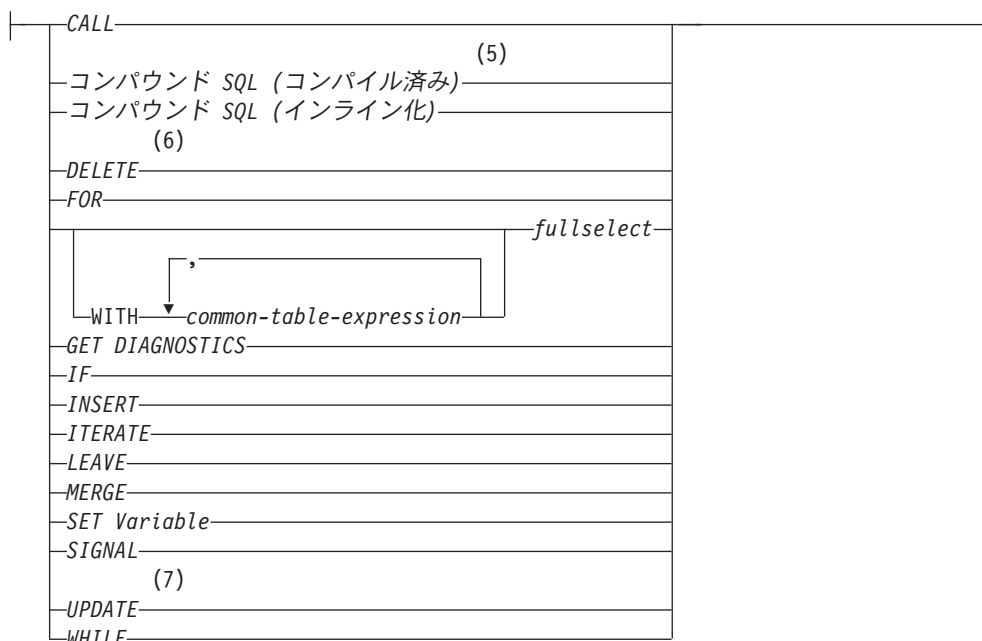 CALL
(5)
コンパウンド SQL (コンパイル済み)
コンパウンド SQL (インライン化)
(6)
DELETE
FOR
fullselect
,
WITH common-table-expression
GET DIAGNOSTICS
IF
INSERT
ITERATE
LEAVE
MERGE
SET Variable
SIGNAL
(7)
UPDATE
WHILE